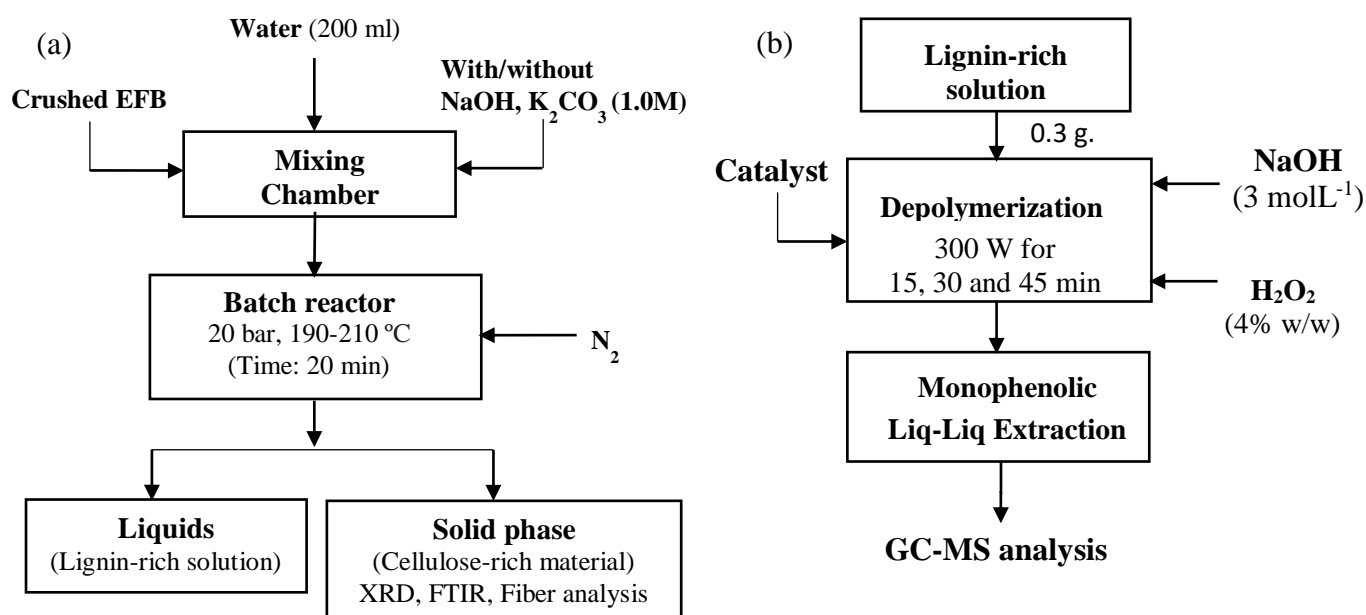 (a)
Water (200 ml)
Crushed EFB
With/without
NaOH, K₂CO₃ (1.0M)
Mixing
Chamber
Batch reactor
20 bar, 190-210 ºC
(Time: 20 min)
N₂
Liquids
(Lignin-rich solution)
Solid phase
(Cellulose-rich material)
XRD, FTIR, Fiber analysis
(b)
Lignin-rich
solution
0.3 g.
Catalyst
NaOH
(3 molL⁻¹)
Depolymerization
300 W for
15, 30 and 45 min
H₂O₂
(4% w/w)
Monophenolic
Liq-Liq Extraction
GC-MS analysis